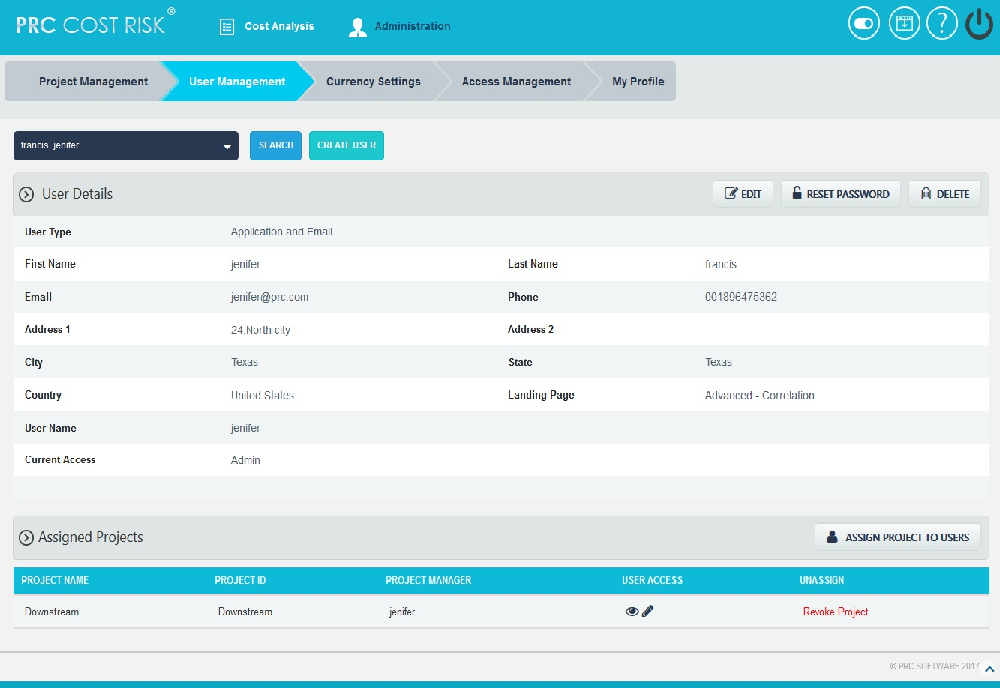 PRC COST RISK®
Cost Analysis
Administration
?
Project Management
User Management
Currency Settings
Access Management
My Profile
francis, jenifer
SEARCH
CREATE USER
User Details
EDIT
RESET PASSWORD
DELETE
User Type Application and Email
First Name jenifer Last Name francis
Email jenifer@prc.com Phone 001896475362
Address 1 24,North city Address 2
City Texas State Texas
Country United States Landing Page Advanced - Correlation
User Name jenifer
Current Access Admin
Assigned Projects
ASSIGN PROJECT TO USERS
PROJECT NAME PROJECT ID PROJECT MANAGER USER ACCESS UNASSIGN
Downstream Downstream jenifer Revoke Project
© PRC SOFTWARE 2017